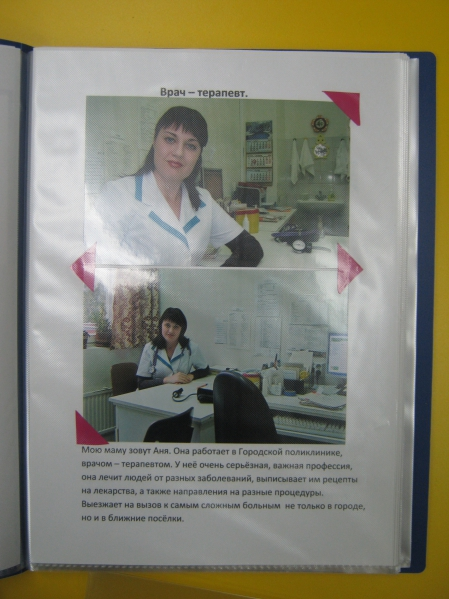 Врач – терапевт.
Мою маму зовут Аня. Она работает в Городской поликлинике,
врачом – терапевтом. У неё очень серьёзная, важная профессия,
она лечит людей от разных заболеваний, выписывает им рецепты
на лекарства, а также направления на разные процедуры.
Выезжает на вызов к самым сложным больным не только в городе,
но и в ближние посёлки.